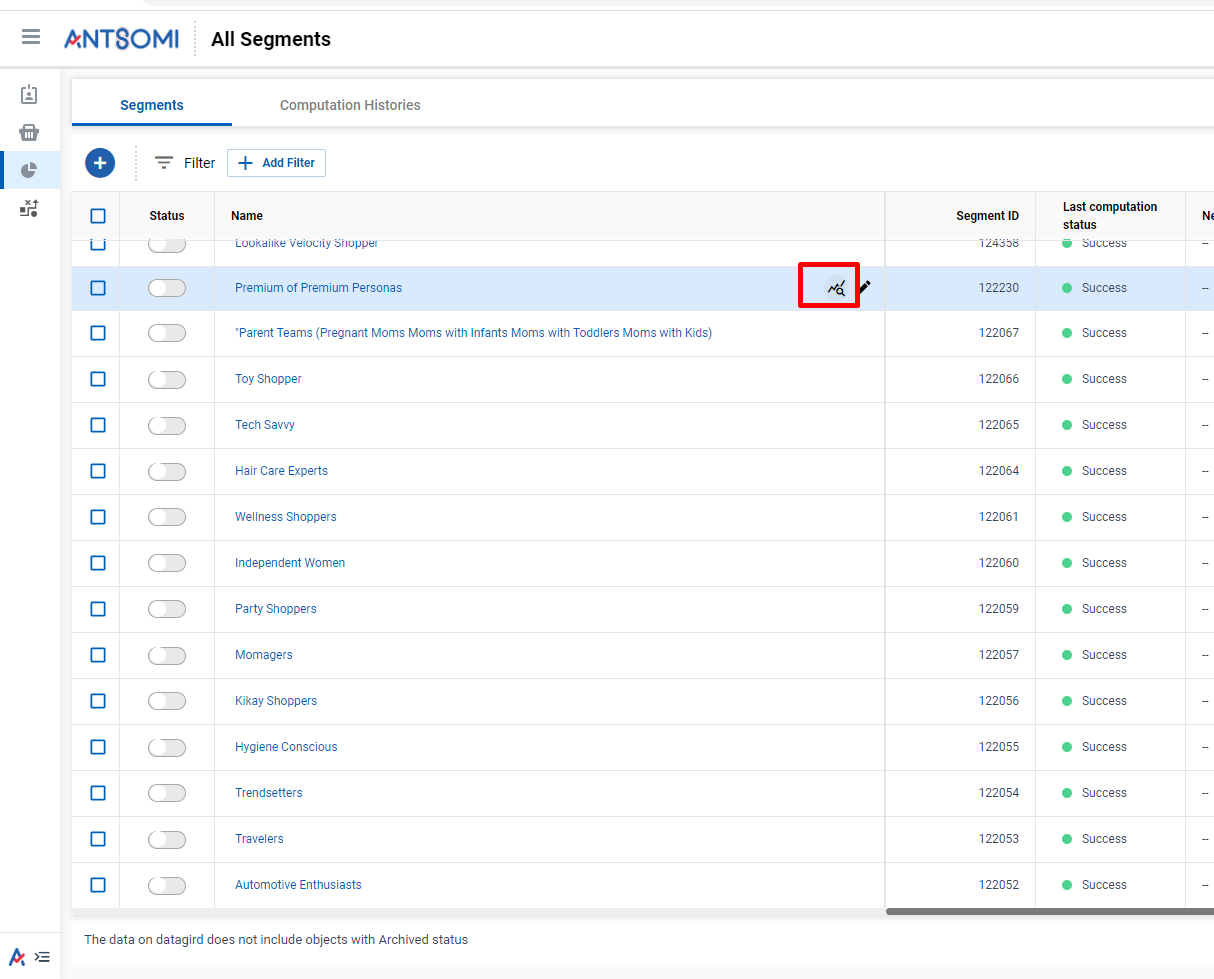 ANTSOMI All Segments
Segments Computation Histories
Filter Add Filter
Status Name Segment ID Last computation status Ne
Lookalike Velocity Shopper 124358 Success --
Premium of Premium Personas 122230 Success --
"Parent Teams (Pregnant Moms Moms with Infants Moms with Toddlers Moms with Kids) 122067 Success --
Toy Shopper 122066 Success --
Tech Savvy 122065 Success --
Hair Care Experts 122064 Success --
Wellness Shoppers 122061 Success --
Independent Women 122060 Success --
Party Shoppers 122059 Success --
Momagers 122057 Success --
Kikay Shoppers 122056 Success --
Hygiene Conscious 122055 Success --
Trendsetters 122054 Success --
Travelers 122053 Success --
Automotive Enthusiasts 122052 Success --
The data on datagird does not include objects with Archived status